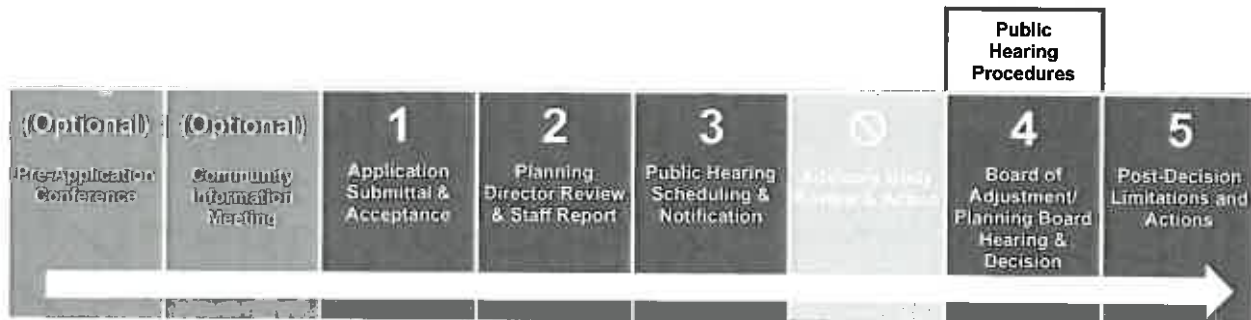 Public
Hearing
Procedures
(Optional)
Pre-Application
Conference
(Optional)
Community
Information
Meeting
1
Application
Submittal &
Acceptance
2
Planning
Director Review
& Staff Report
3
Public Hearing
Scheduling &
Notification
4
Board of
Adjustment/
Planning Board
Hearing &
Decision
5
Post-Decision
Limitations and
Actions